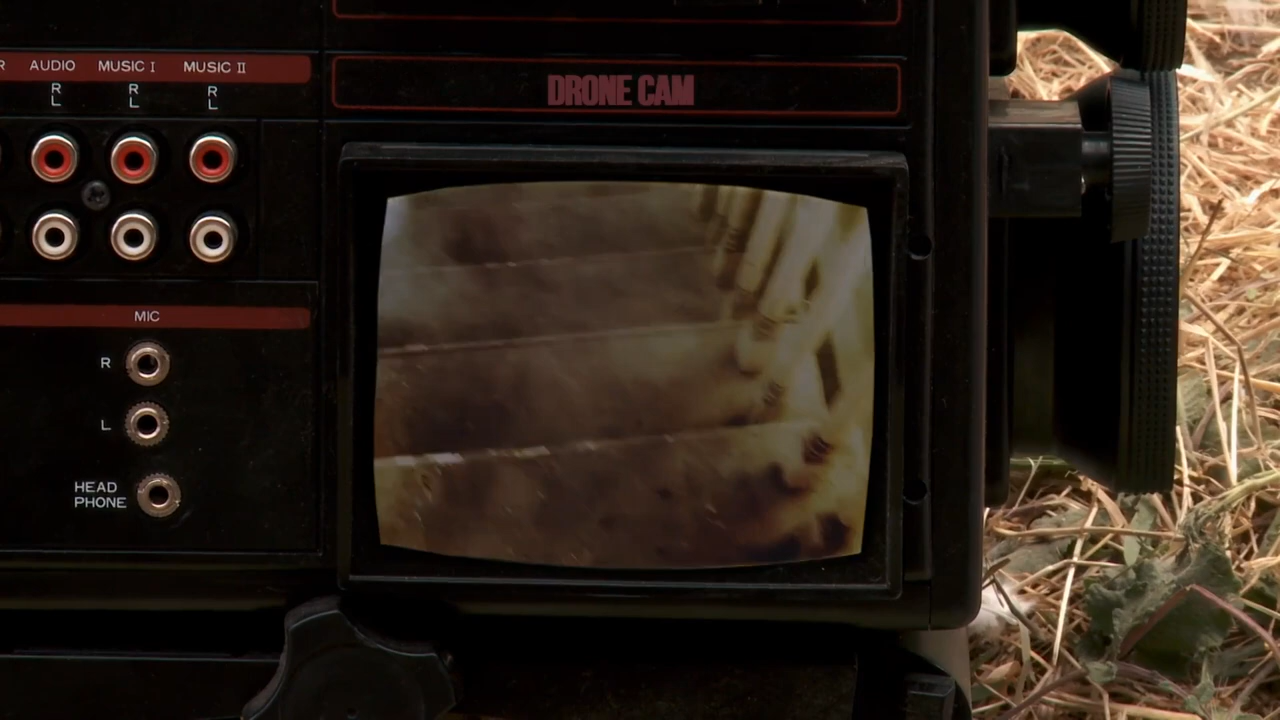 R AUDIO MUSIC I MUSIC II
R R R
L L L
DRONE CAM
MIC
R
L
HEAD
PHONE